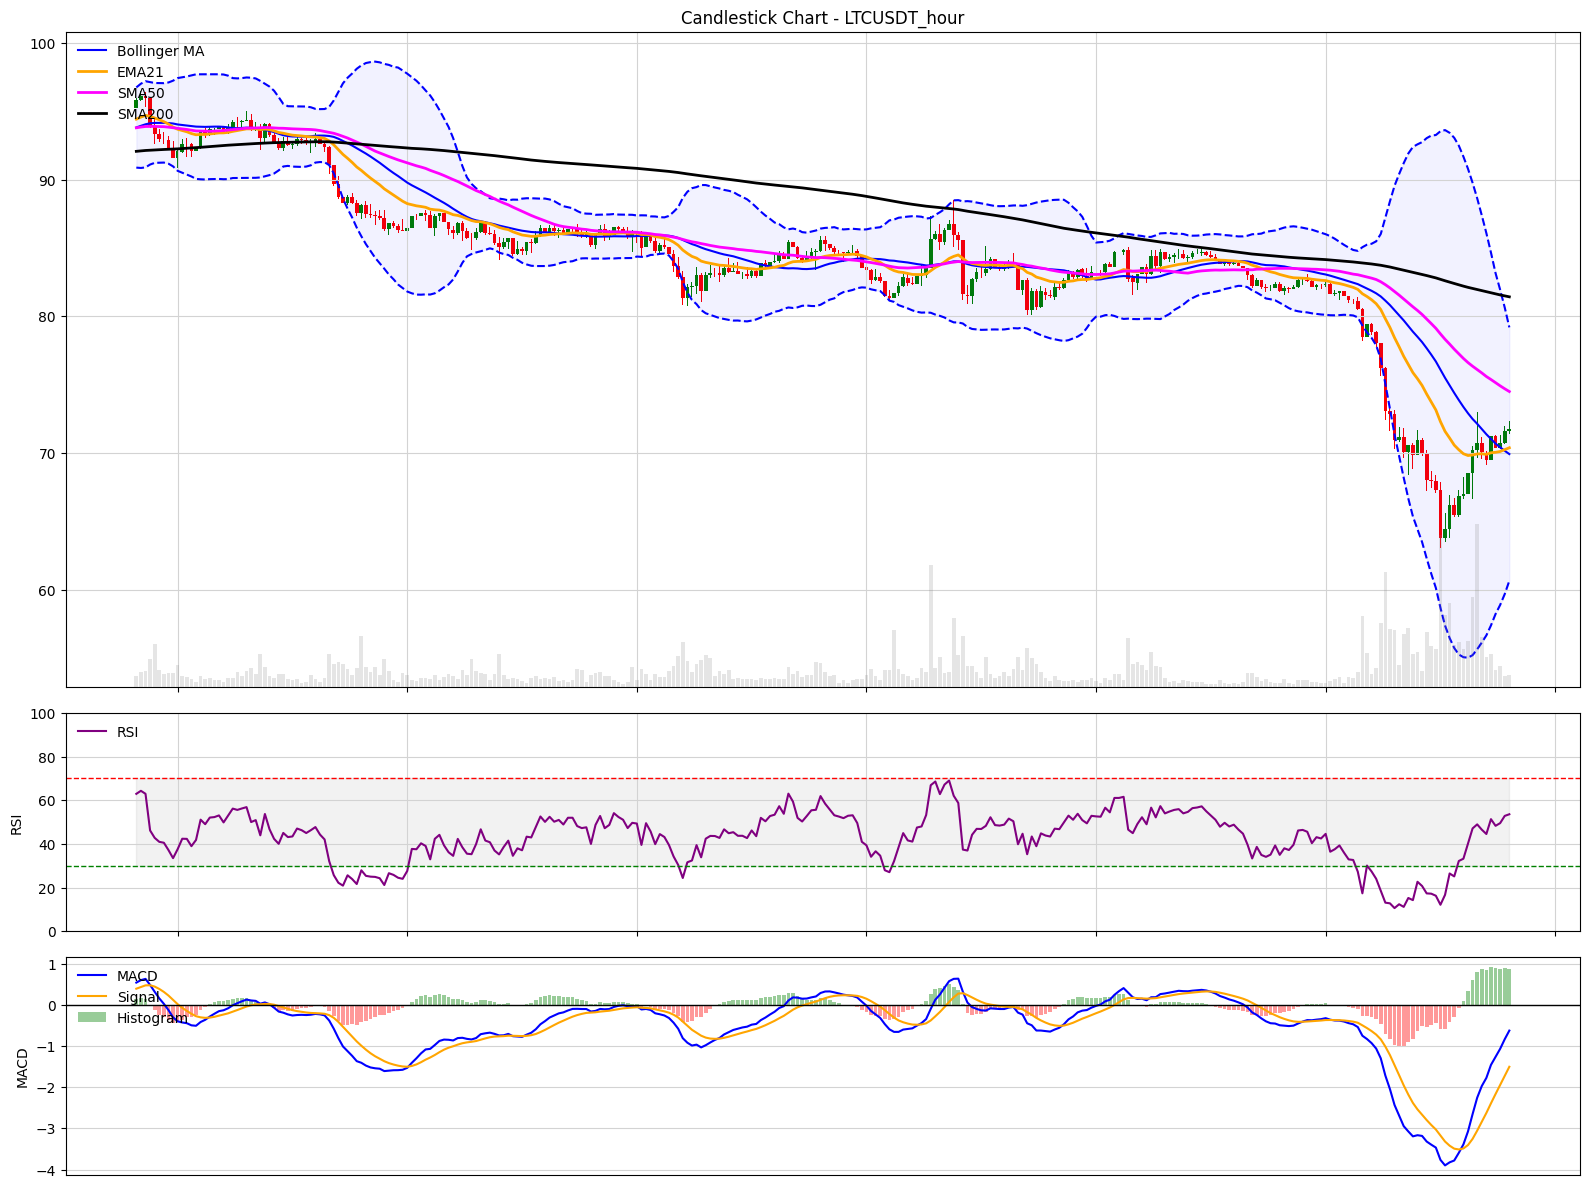 Candlestick Chart - LTCUSDT_hour
100
90
80
70
60
Bollinger MA
EMA21
SMA50
SMA200
100
80
60
40
20
0
RSI
RSI
1
0
−1
−2
−3
−4
MACD
MACD
Signal
Histogram